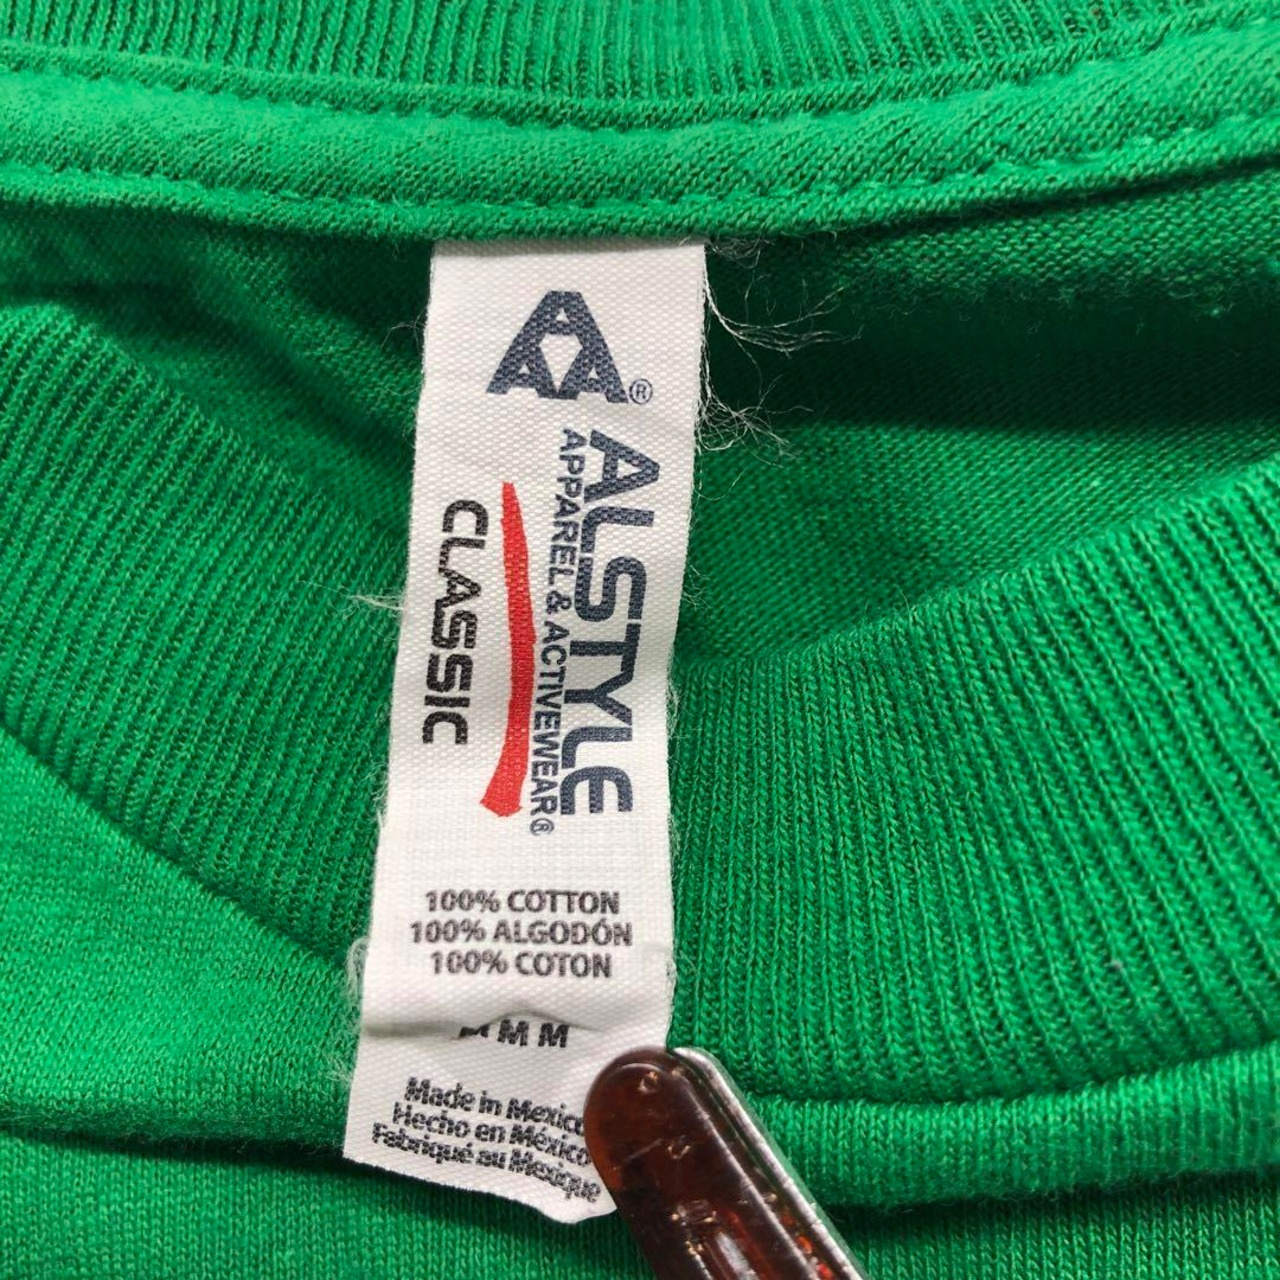 AAA®
ALSTYLE
APPAREL & ACTIVEWEAR®
CLASSIC
100% COTTON
100% ALGODÓN
100% COTON
M M M
Made in Mexico
Hecho en México
Fabriqué au Mexique